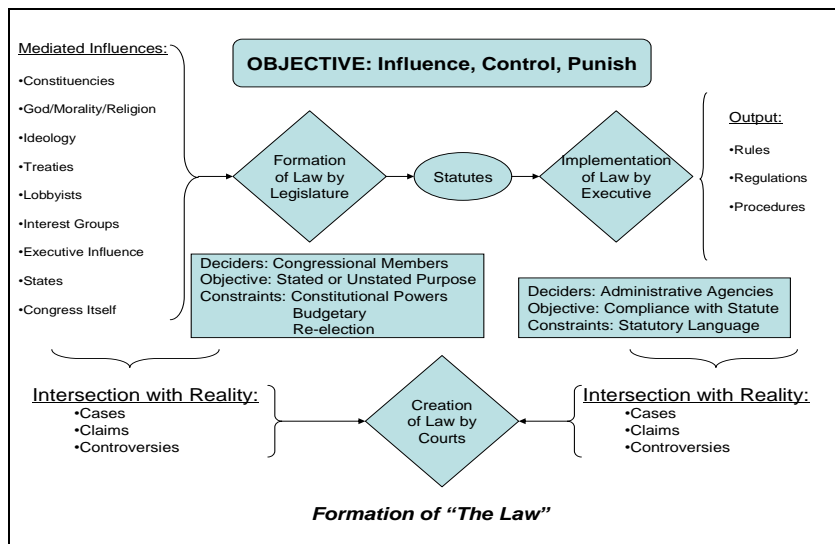 Mediated Influences:
•Constituencies
•God/Morality/Religion
•Ideology
•Treaties
•Lobbyists
•Interest Groups
•Executive Influence
•States
•Congress Itself
OBJECTIVE: Influence, Control, Punish
Formation
of Law by
Legislature
Statutes
Implementation
of Law by
Executive
Output:
•Rules
•Regulations
•Procedures
Deciders: Congressional Members
Objective: Stated or Unstated Purpose
Constraints: Constitutional Powers
Budgetary
Re-election
Deciders: Administrative Agencies
Objective: Compliance with Statute
Constraints: Statutory Language
Intersection with Reality:
•Cases
•Claims
•Controversies
Creation
of Law by
Courts
Intersection with Reality:
•Cases
•Claims
•Controversies
Formation of “The Law”